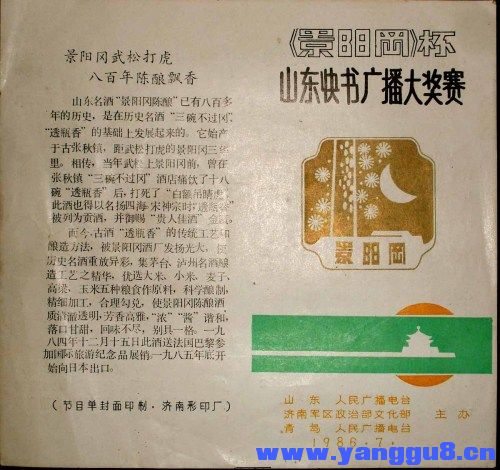 景阳冈武松打虎
八百年陈酿飘香
山东名酒“景阳冈陈酿”已有八百多
年的历史，是在历史名酒“三碗不过冈”
“透瓶香”的基础上发展起来的。它始产
于古张秋镇，距武松打虎的景阳冈三华
里。相传，当年武松上景阳冈前，曾在
张秋镇“三碗不过冈”酒店痛饮了十八
碗“透瓶香”后，打死了“白额吊睛虎”，
此酒也得以名扬四海。宋神宗时“透瓶香”
被列为贡酒，并御赐“贵人佳酒”金
而今古酒“透瓶香”的传统工艺和
酿造方法，被景阳冈酒厂发扬光大，使
历史名酒重放异彩，集茅台、泸州名酒酿
造工艺之精华，优选大米、小米、麦子、
高粱、玉米五种粮食作原料，科学酿制，
精细加工，合理勾兑，使景阳冈陈酿酒
质清澈透明，芳香高雅，“浓”“酱”谐和，
落口甘甜，回味不尽，别具一格。一九
八四年十二月十五日此酒送法国巴黎参
加国际旅游纪念品展销。一九八五年底开
始向日本出口。
(节目单封面印制·济南彩印厂)
《景阳冈》杯
山东快书广播大奖赛
景阳冈
山东 人民广播电台
济南军区政治部文化部 主办
青岛 人民广播电台
1986.7.
www.yanggu8.cn